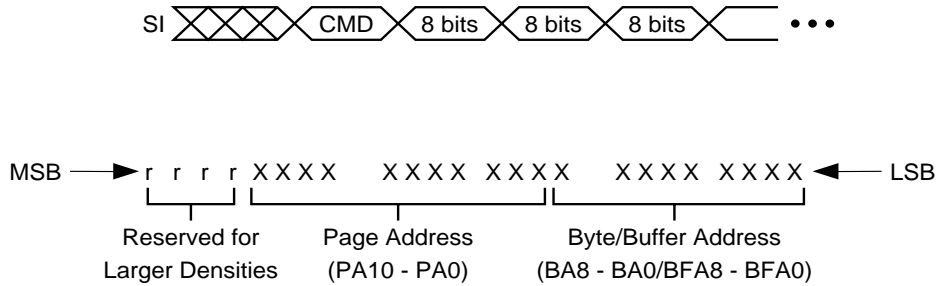 SI CMD 8 bits 8 bits 8 bits
MSB r r r r X X X X X X X X X X X X X X X X X X X X LSB
Reserved for Page Address Byte/Buffer Address
Larger Densities (PA10 - PA0) (BA8 - BA0/BFA8 - BFA0)